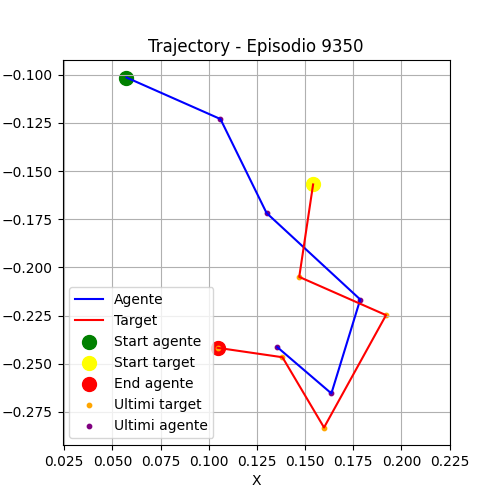 Trajectory - Episodio 9350
−0.100
−0.125
−0.150
−0.175
−0.200
−0.225
−0.250
−0.275
Agente
Target
Start agente
Start target
End agente
Ultimi target
Ultimi agente
0.025 0.050 0.075 0.100 0.125 0.150 0.175 0.200 0.225
X